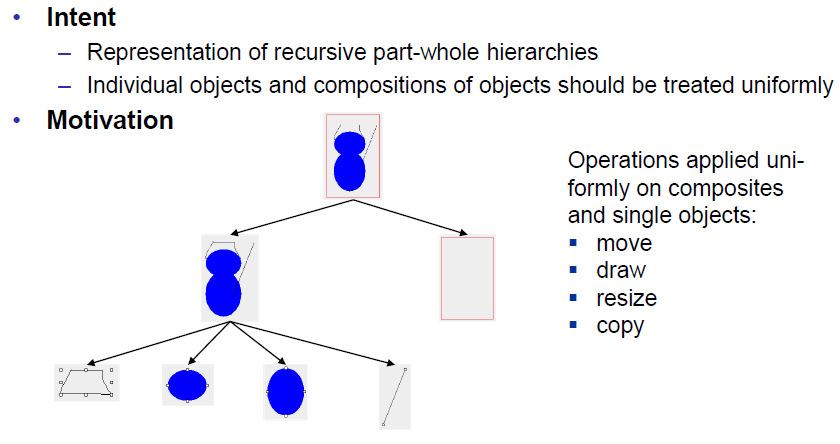 • Intent
– Representation of recursive part-whole hierarchies
– Individual objects and compositions of objects should be treated uniformly
• Motivation
Operations applied uni-
formly on composites
and single objects:
▪ move
▪ draw
▪ resize
▪ copy